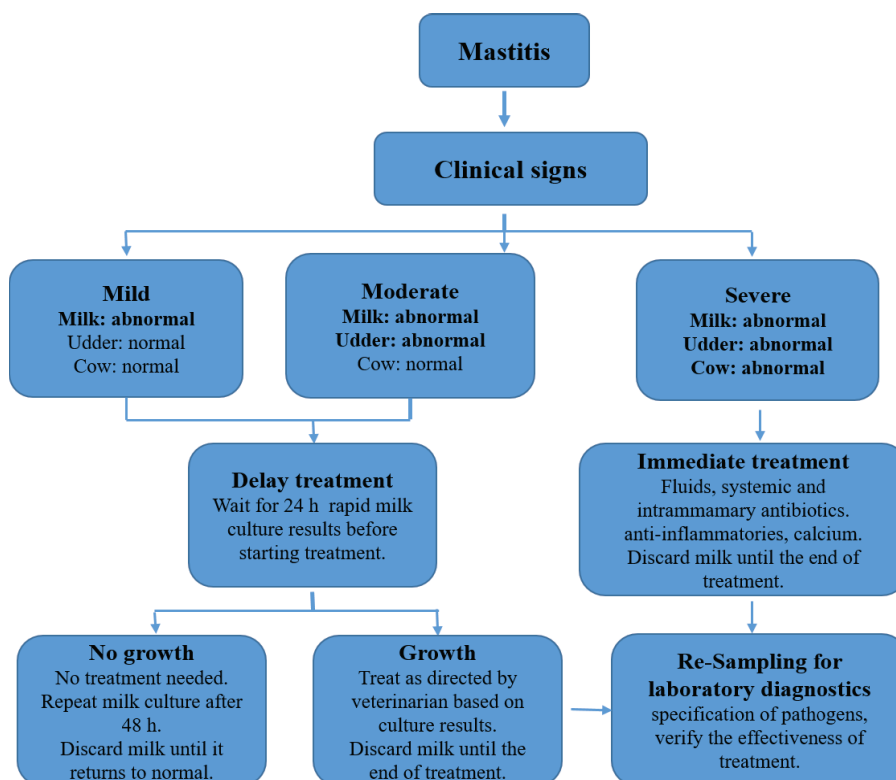 Mastitis
Clinical signs
Mild
Milk: abnormal
Udder: normal
Cow: normal
Moderate
Milk: abnormal
Udder: abnormal
Cow: normal
Severe
Milk: abnormal
Udder: abnormal
Cow: abnormal
Delay treatment
Wait for 24 h rapid milk
culture results before
starting treatment.
Immediate treatment
Fluids, systemic and
intrammamary antibiotics.
anti-inflammatories, calcium.
Discard milk until the end of
treatment.
No growth
No treatment needed.
Repeat milk culture after
48 h.
Discard milk until it
returns to normal.
Growth
Treat as directed by
veterinarian based on
culture results.
Discard milk until the
end of treatment.
Re-Sampling for
laboratory diagnostics
specification of pathogens,
verify the effectiveness of
treatment.